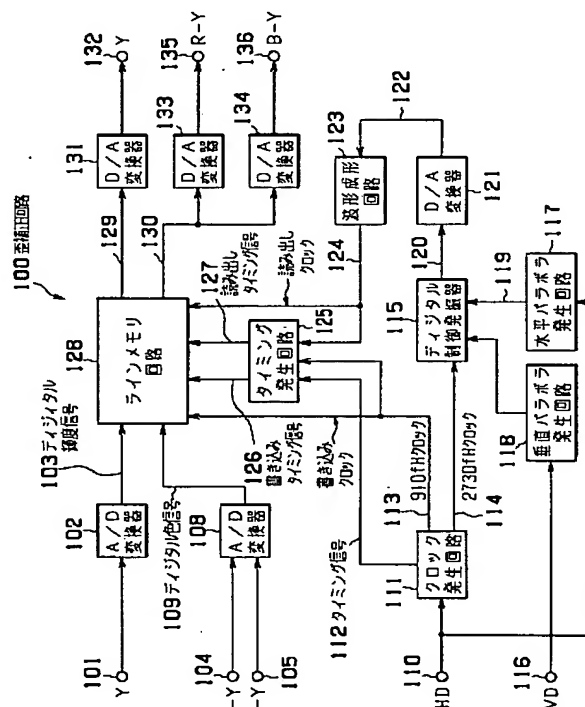 100 歪補正回路
101
Y
102
A/D
変換器
103 ディジィタル
輝度信号
104
-Y
105
-Y
108
A/D
変換器
109 ディジタル色信号
128
ラインメモリ
回路
129
131
D/A
変換器
132
Y
130
133
D/A
変換器
135
R-Y
134
D/A
変換器
136
B-Y
127
読み出し
タイミング信号
読み出し
クロック
126
書き込み
タイミング信号
書き込み
クロック
125
タイミング
発生回路
124
123
波形成形
回路
122
121
D/A
変換器
120
115
ディジタル
制御発振器
119
117
水平パラボラ
発生回路
118
垂直パラボラ
発生回路
113
910fHクロック
114
2730fHクロック
112 タイミング信号
111
クロック
発生回路
110
HD
116
VD